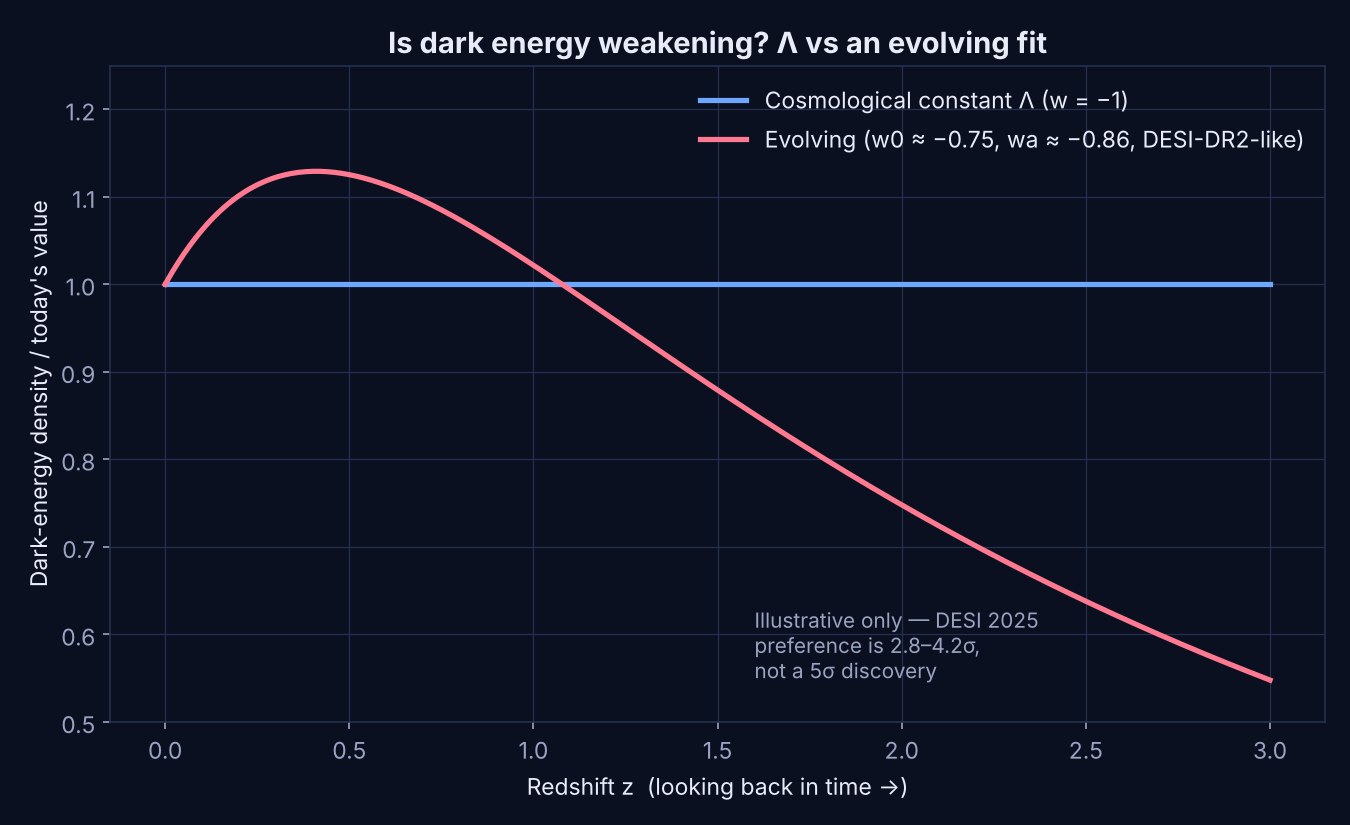 Is dark energy weakening? Λ vs an evolving fit
Cosmological constant Λ (w = −1)
Evolving (w0 ≈ −0.75, wa ≈ −0.86, DESI-DR2-like)
Dark-energy density / today's value
1.2
1.1
1.0
0.9
0.8
0.7
0.6
0.5
Illustrative only — DESI 2025
preference is 2.8–4.2σ,
not a 5σ discovery
0.0 0.5 1.0 1.5 2.0 2.5 3.0
Redshift z (looking back in time →)